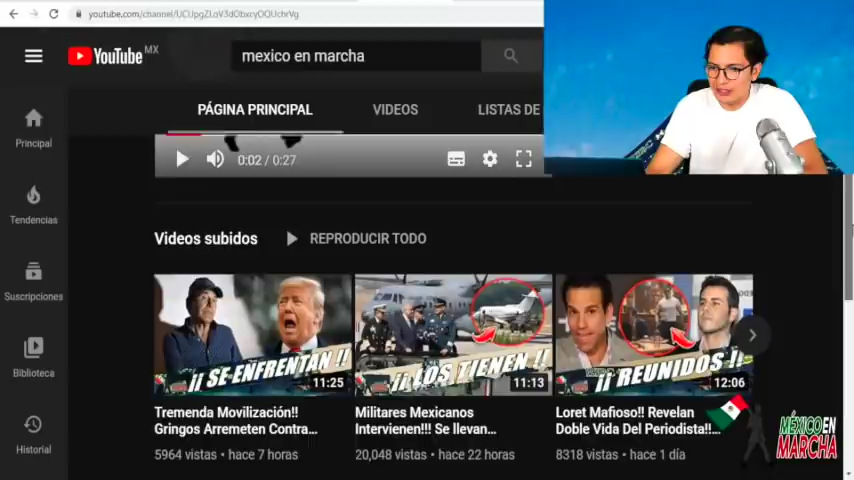 youtube.com/channel/UCUpgZLoV3dObxcyOQUchrVg
YouTube MX
mexico en marcha
PÁGINA PRINCIPAL
VIDEOS
LISTAS DE
Principal
Tendencias
Suscripciones
Biblioteca
Historial
0:02 / 0:27
Videos subidos
REPRODUCIR TODO
¡¡ SE ENFRENTAN !!
11:25
¡¡ LOS TIENEN !!
11:13
¡¡ REUNIDOS !!
12:06
Tremenda Movilización!!
Gringos Arremeten Contra...
5964 vistas • hace 7 horas
Militares Mexicanos
Intervienen!!! Se llevan...
20,048 vistas • hace 22 horas
Loret Mafioso!! Revelan
Doble Vida Del Periodista!!...
8318 vistas • hace 1 día
MÉXICO EN
MARCHA